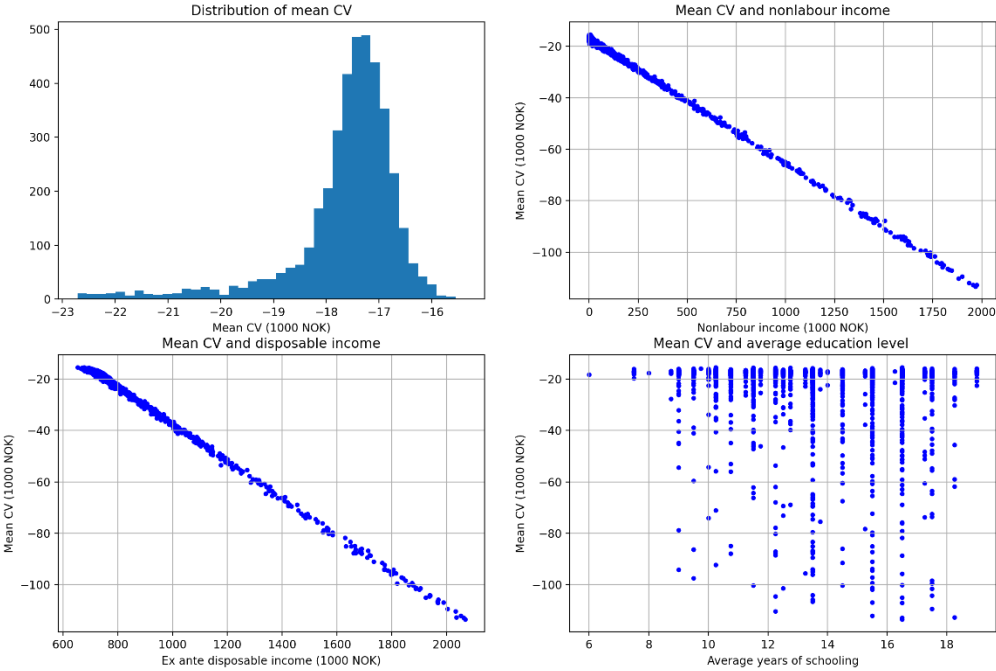 Distribution of mean CV
500
400
300
200
100
0
−23 −22 −21 −20 −19 −18 −17 −16
Mean CV (1000 NOK)
Mean CV and nonlabour income
Mean CV (1000 NOK)
−20
−40
−60
−80
−100
0 250 500 750 1000 1250 1500 1750 2000
Nonlabour income (1000 NOK)
Mean CV and disposable income
Mean CV (1000 NOK)
−20
−40
−60
−80
−100
600 800 1000 1200 1400 1600 1800 2000
Ex ante disposable income (1000 NOK)
Mean CV and average education level
Mean CV (1000 NOK)
−20
−40
−60
−80
−100
6 8 10 12 14 16 18
Average years of schooling